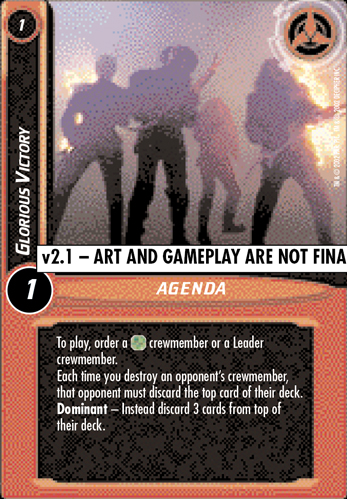 1
GLORIOUS VICTORY
v2.1 – ART AND GAMEPLAY ARE NOT FINA
1
AGENDA
To play, order a crewmember or a Leader
crewmember.
Each time you destroy an opponent's crewmember,
that opponent must discard the top card of their deck.
Dominant – Instead discard 3 cards from top of
their deck.